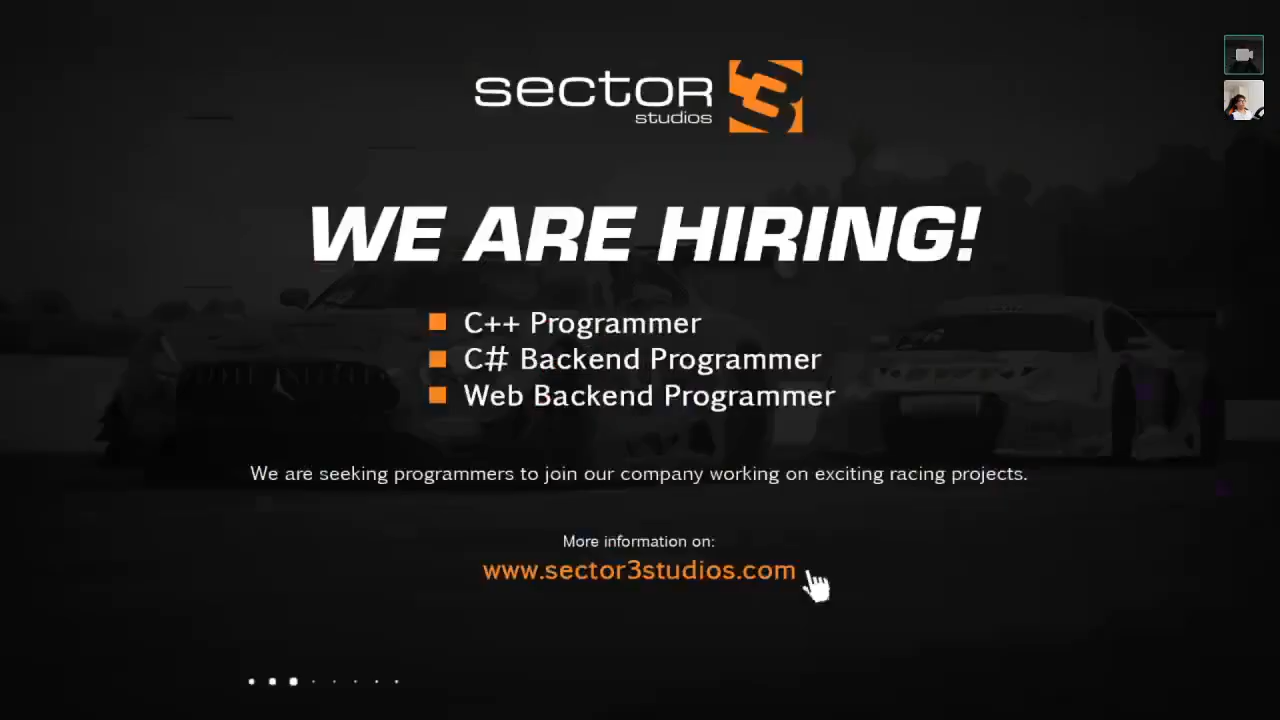 sector 3
studios
WE ARE HIRING!
C++ Programmer
C# Backend Programmer
Web Backend Programmer
We are seeking programmers to join our company working on exciting racing projects.
More information on:
www.sector3studios.com